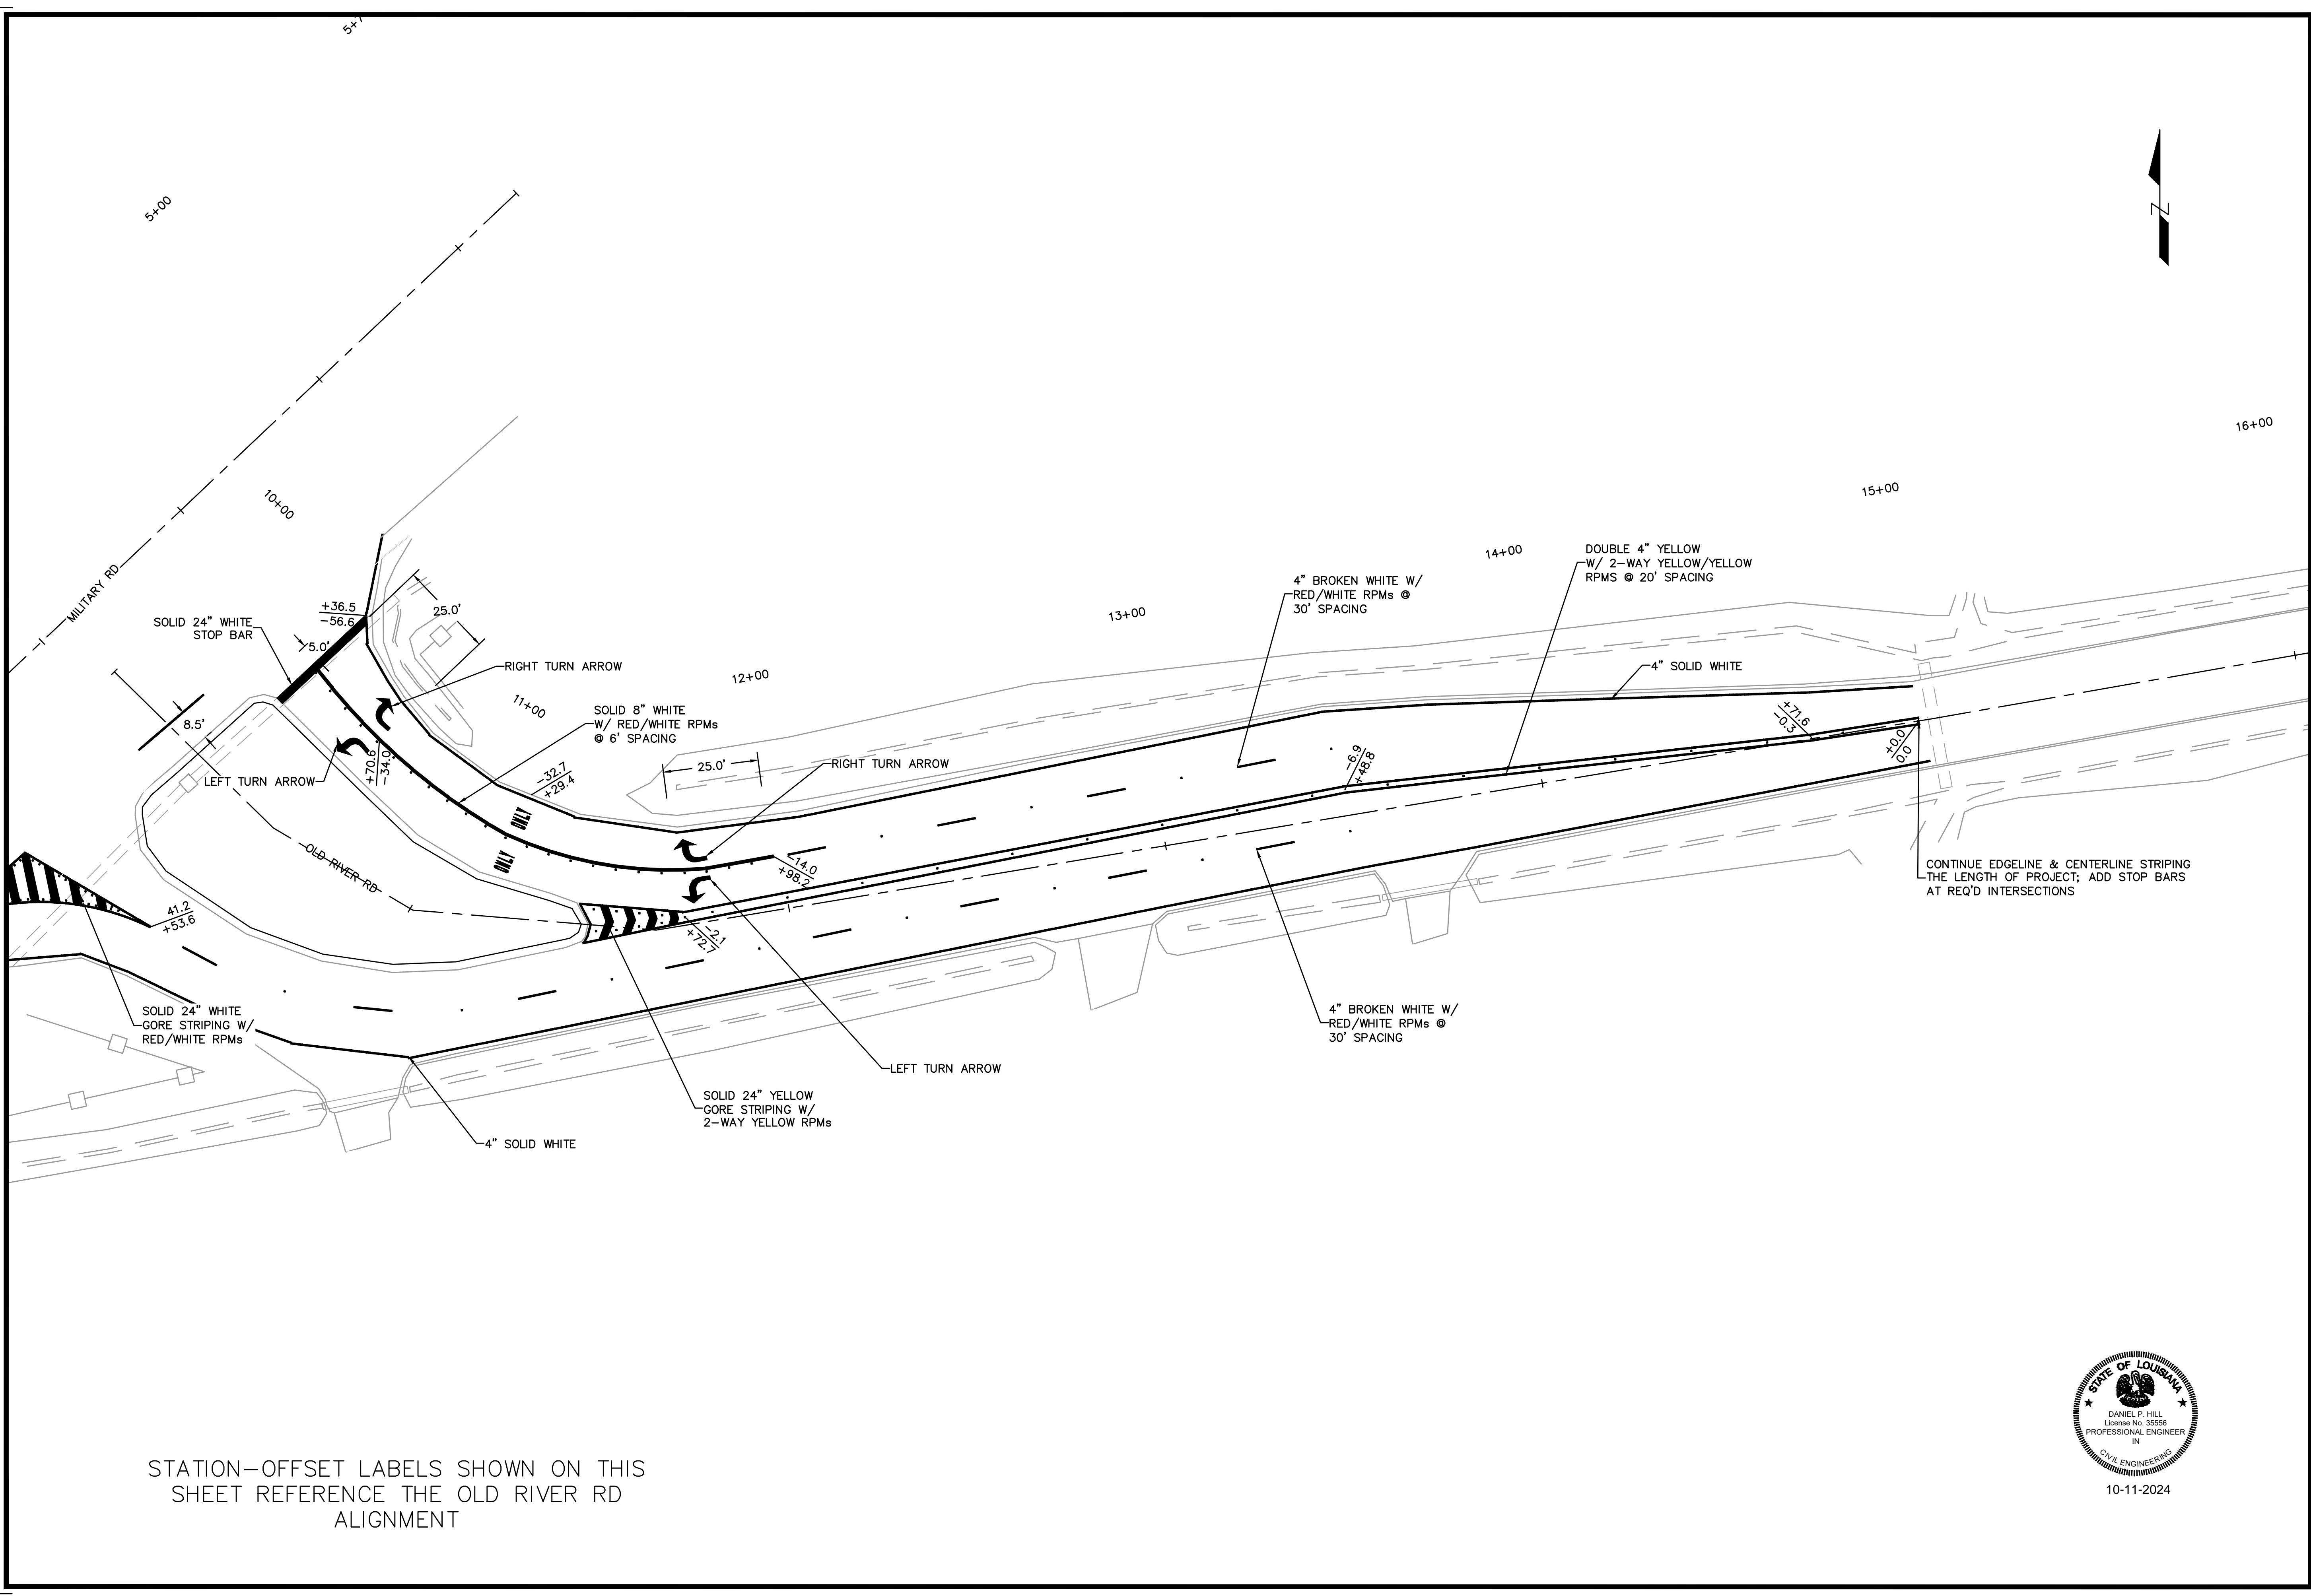 5+7
5+00
MILITARY RD
10+00
SOLID 24" WHITE
STOP BAR
+36.5
-56.6
5.0'
25.0'
8.5'
RIGHT TURN ARROW
11+00
SOLID 8" WHITE
W/ RED/WHITE RPMs
@ 6' SPACING
LEFT TURN ARROW
+70.6
-34.0
ONLY
ONLY
-32.7
+29.4
OLD RIVER RD
12+00
25.0'
RIGHT TURN ARROW
-14.0
+98.2
-2.1
+72.7
41.2
+53.6
SOLID 24" WHITE
GORE STRIPING W/
RED/WHITE RPMs
4" SOLID WHITE
SOLID 24" YELLOW
GORE STRIPING W/
2-WAY YELLOW RPMs
LEFT TURN ARROW
13+00
4" BROKEN WHITE W/
RED/WHITE RPMs @
30' SPACING
-6.9
+48.8
14+00
DOUBLE 4" YELLOW
W/ 2-WAY YELLOW/YELLOW
RPMS @ 20' SPACING
4" SOLID WHITE
+71.6
-0.3
15+00
+0.0
0.0
16+00
4" BROKEN WHITE W/
RED/WHITE RPMs @
30' SPACING
CONTINUE EDGELINE & CENTERLINE STRIPING
THE LENGTH OF PROJECT; ADD STOP BARS
AT REQ'D INTERSECTIONS
Z
STATION-OFFSET LABELS SHOWN ON THIS
SHEET REFERENCE THE OLD RIVER RD
ALIGNMENT
STATE OF LOUISIANA
DANIEL P. HILL
License No. 35556
PROFESSIONAL ENGINEER
IN
CIVIL ENGINEERING
10-11-2024